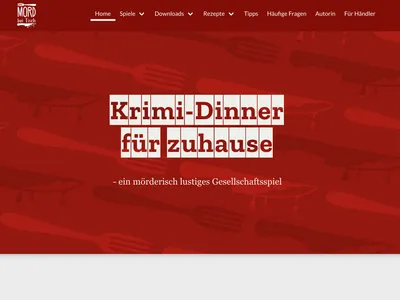 MORD
bei Tisch
Home Spiele Downloads Rezepte Tipps Häufige Fragen Autorin Für Händler
Krimi-Dinner
für zuhause
- ein mörderisch lustiges Gesellschaftsspiel